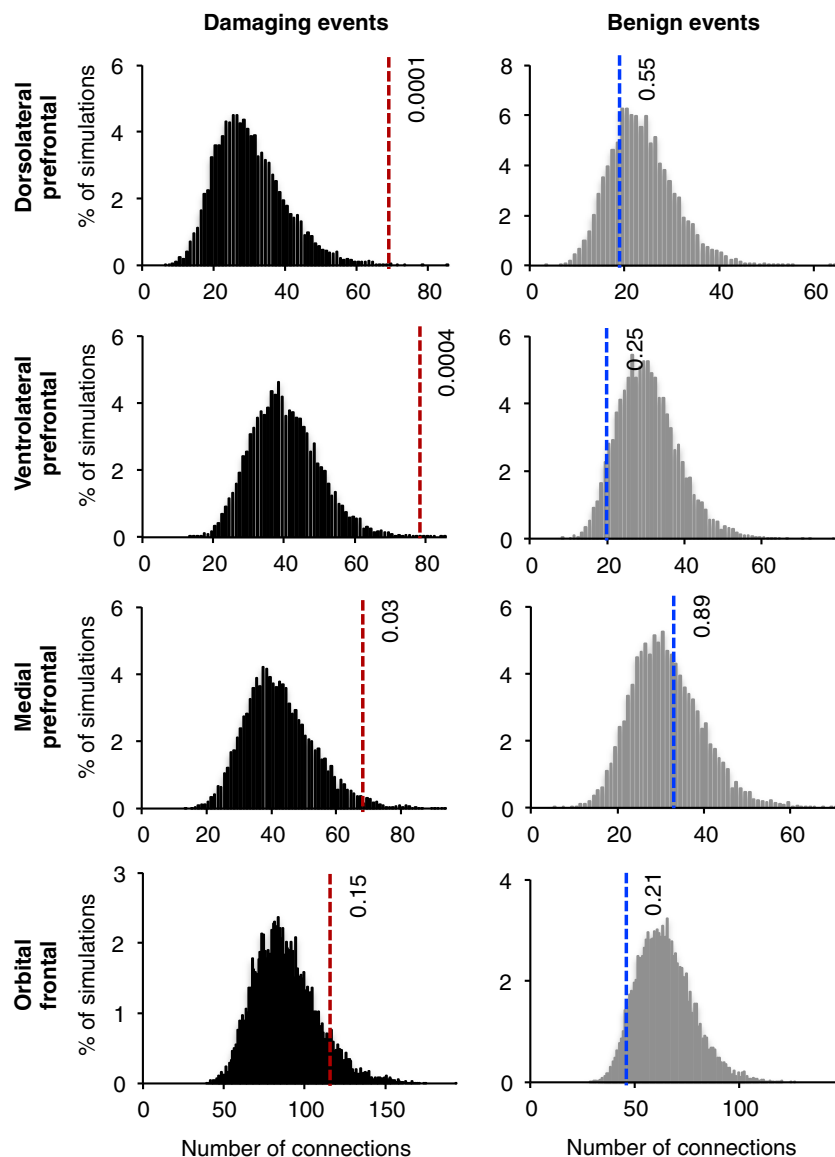 Damaging events
Benign events
Dorsolateral
prefrontal
% of simulations
6
4
2
0
0 20 40 60 80
0.0001
8
6
4
2
0
0 20 40 60
0.55
Ventrolateral
prefrontal
% of simulations
6
4
2
0
0 20 40 60 80
0.0004
6
4
2
0
0 20 40 60
0.25
Medial
prefrontal
% of simulations
6
4
2
0
0 20 40 60 80
0.03
6
4
2
0
0 20 40 60
0.89
Orbital
frontal
% of simulations
3
2
1
0
0 50 100 150
0.15
4
2
0
0 50 100
0.21
Number of connections
Number of connections